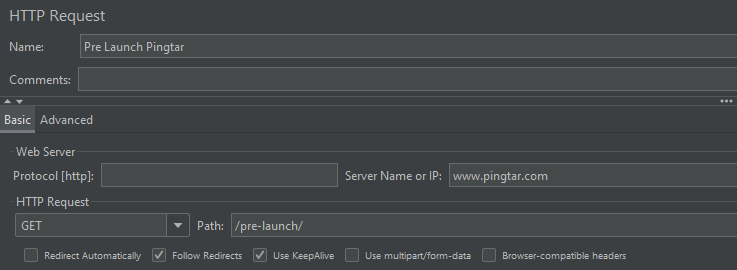 HTTP Request
Name: Pre Launch Pingtar
Comments:
Basic Advanced
Web Server
Protocol [http]: Server Name or IP: www.pingtar.com
HTTP Request
GET Path: /pre-launch/
Redirect Automatically Follow Redirects Use KeepAlive Use multipart/form-data Browser-compatible headers